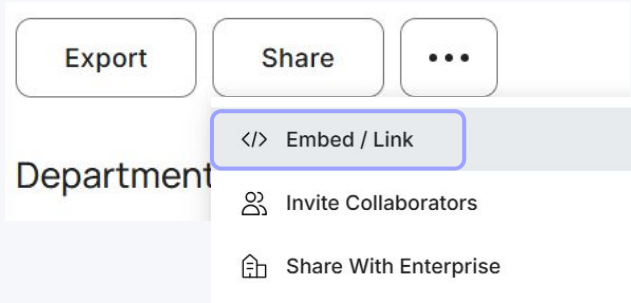 Export Share •••
</> Embed / Link
Department
Invite Collaborators
Share With Enterprise